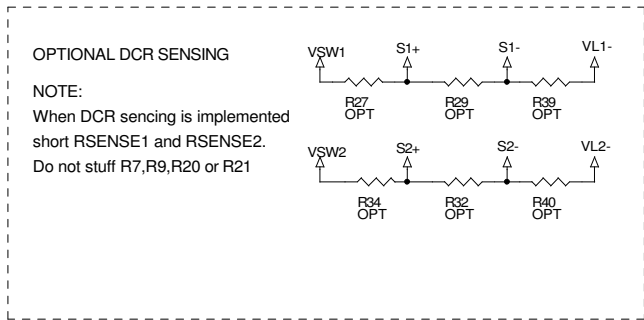 OPTIONAL DCR SENSING
NOTE:
When DCR sencing is implemented
short RSENSE1 and RSENSE2.
Do not stuff R7,R9,R20 or R21
VSW1 S1+ S1- VL1-
R27 R29 R39
OPT OPT OPT
VSW2 S2+ S2- VL2-
R34 R32 R40
OPT OPT OPT